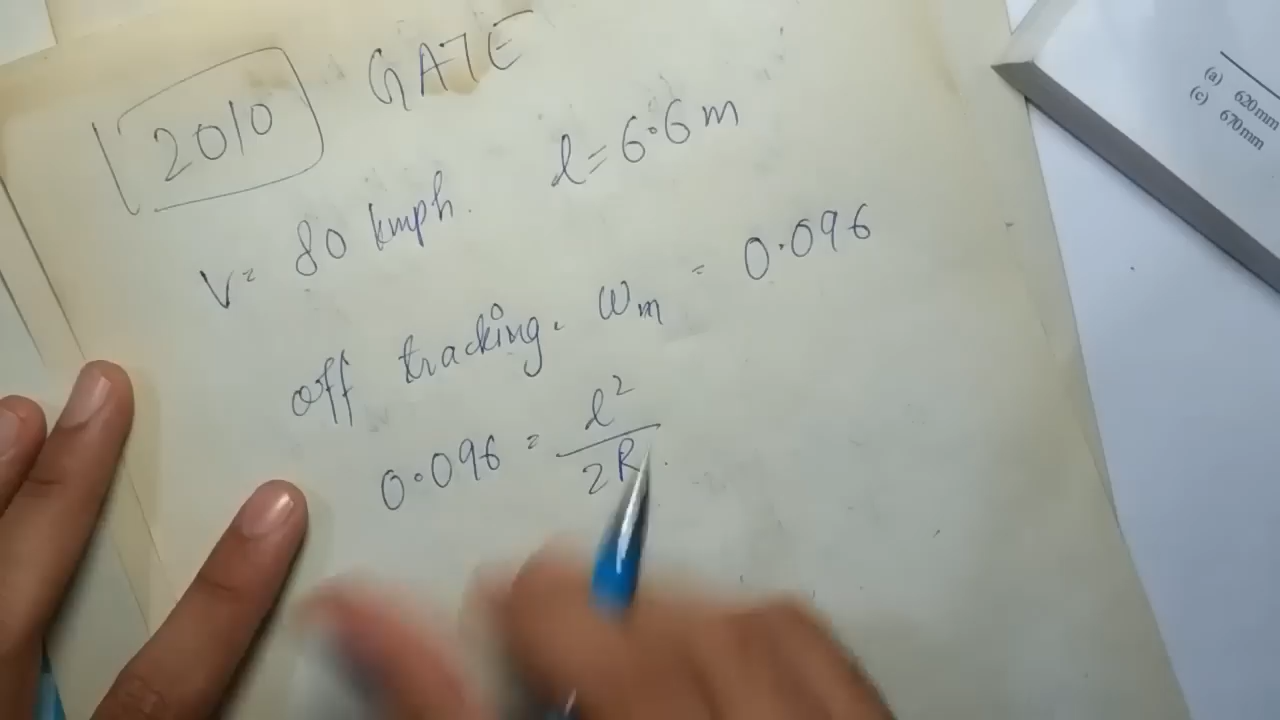 2010 GATE
V = 80 kmph. l = 6.6 m
off tracking. Wm = 0.096
0.096 = l² / 2R
(a) 620mm
(c) 670mm